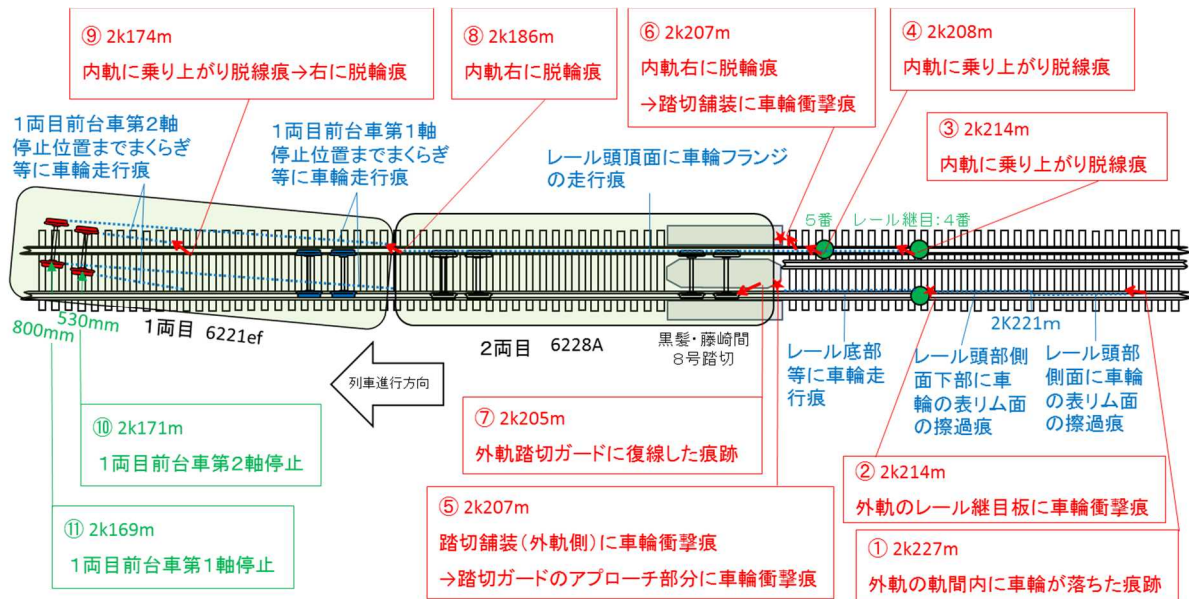 ⑨ 2k174m
内軌に乗り上がり脱線痕→右に脱輪痕
⑧ 2k186m
内軌右に脱輪痕
⑥ 2k207m
内軌右に脱輪痕
→踏切舗装に車輪衝撃痕
④ 2k208m
内軌に乗り上がり脱線痕
③ 2k214m
内軌に乗り上がり脱線痕
1両目前台車第2軸
停止位置までまくらぎ
等に車輪走行痕
1両目前台車第1軸
停止位置までまくらぎ
等に車輪走行痕
レール頭頂面に車輪フランジ
の走行痕
5番
レール継目:4番
800mm
530mm
1両目 6221ef
2両目 6228A
黒髪・藤崎間
8号踏切
2K221m
レール底部
等に車輪走
行痕
レール頭部側
面下部に車
輪の表リム面
の擦過痕
レール頭部
側面に車輪
の表リム面
の擦過痕
列車進行方向
⑩ 2k171m
1両目前台車第2軸停止
⑪ 2k169m
1両目前台車第1軸停止
⑦ 2k205m
外軌踏切ガードに復線した痕跡
⑤ 2k207m
踏切舗装(外軌側)に車輪衝撃痕
→踏切ガードのアプローチ部分に車輪衝撃痕
② 2k214m
外軌のレール継目板に車輪衝撃痕
① 2k227m
外軌の軌間内に車輪が落ちた痕跡